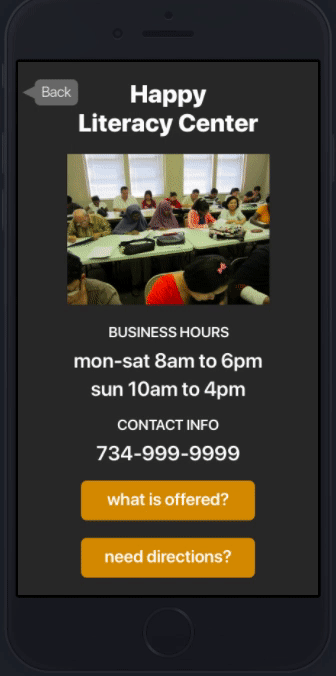 Back
Happy
Literacy Center
BUSINESS HOURS
mon-sat 8am to 6pm
sun 10am to 4pm
CONTACT INFO
734-999-9999
what is offered?
need directions?